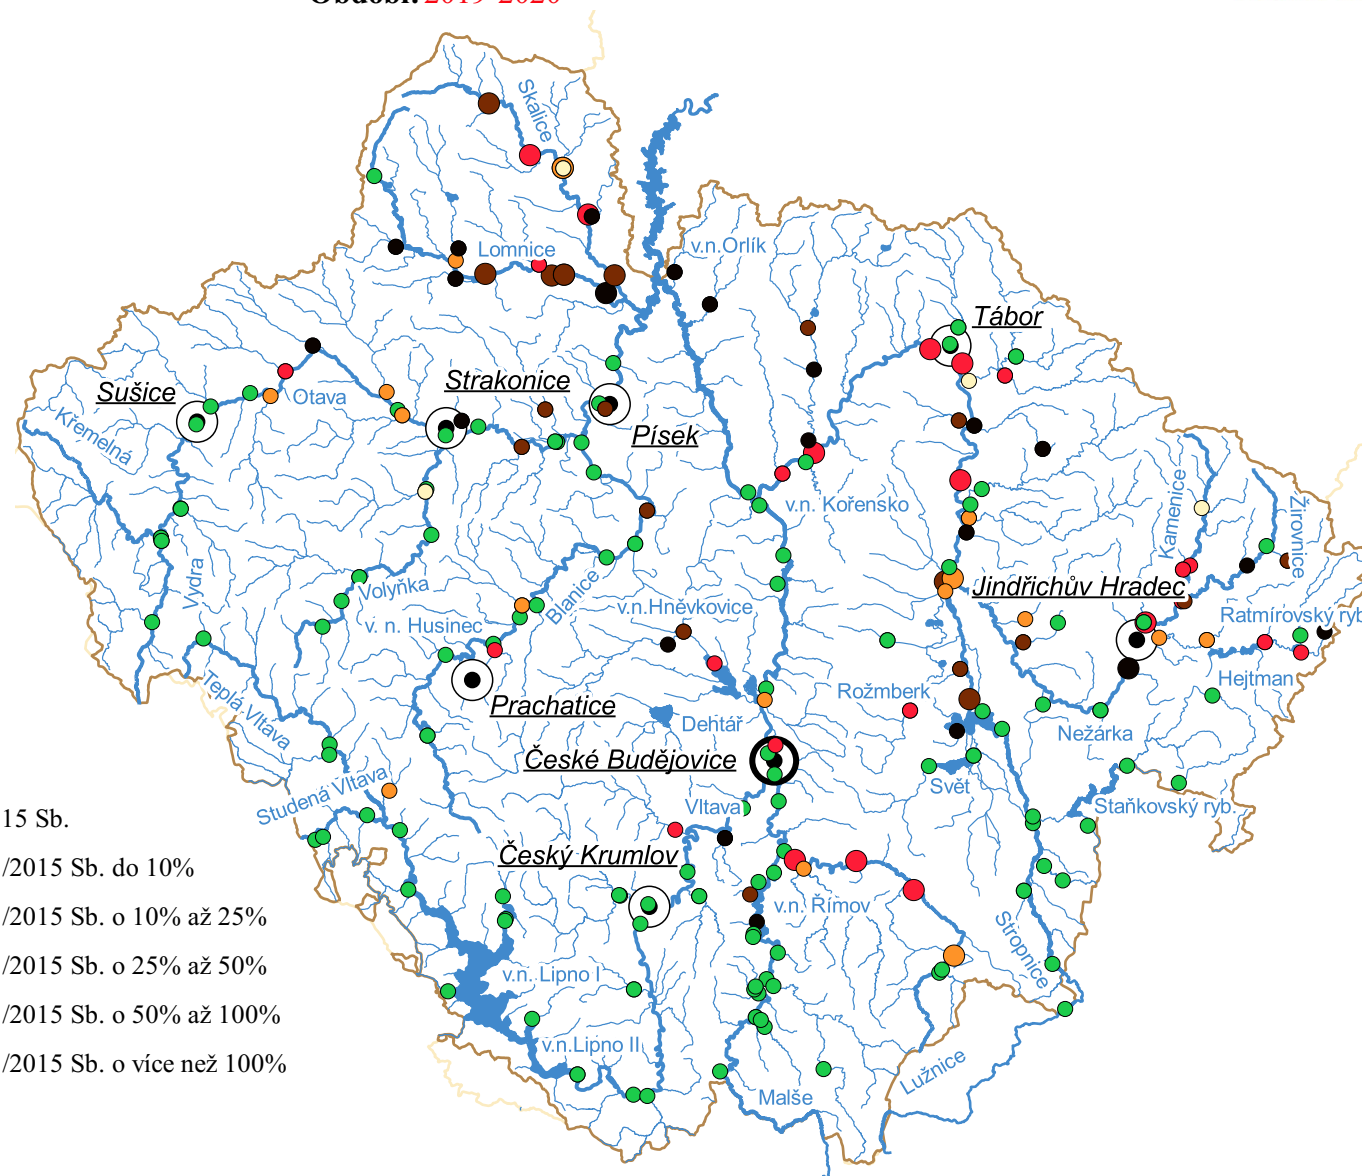 Období: 2019-2020
Skalice
v.n.Orlík
Lomnice
Tábor
Strakonice
Sušice
Otava
Písek
Křemelná
v.n. Kořensko
Kamenice
Žirovnice
Vydra
Volyňka
Blanice
Jindřichův Hradec
v.n.Hněvkovice
Ratmírovský ryb.
v. n. Husinec
Hejtman
Rožmberk
Teplá Vltava
Prachatice
Dehtář
Nežárka
České Budějovice
Svět
Studená Vltava
Vltava
Staňkovský ryb.
15 Sb.
Český Krumlov
/2015 Sb. do 10%
v.n. Římov
/2015 Sb. o 10% až 25%
Stropnice
v.n. Lipno I
/2015 Sb. o 25% až 50%
/2015 Sb. o 50% až 100%
v.n.Lipno II
/2015 Sb. o více než 100%
Lužnice
Malše